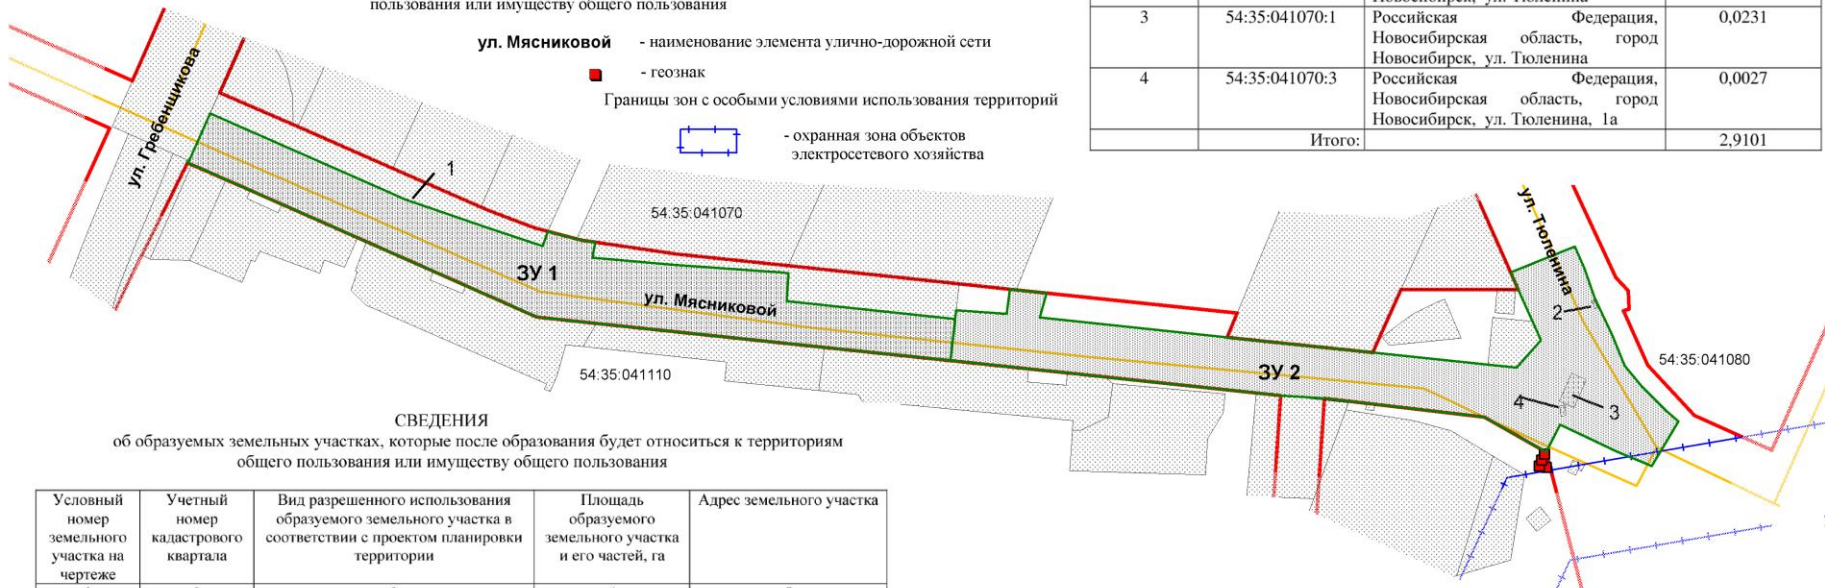 пользования или имуществу общего пользования
ул. Мясниковой - наименование элемента улично-дорожной сети
- геознак
Границы зон с особыми условиями использования территорий
- охранная зона объектов
электросетевого хозяйства
3 54:35:041070:1 Российская Федерация, 0,0231
Новосибирская область, город
Новосибирск, ул. Тюленина
4 54:35:041070:3 Российская Федерация, 0,0027
Новосибирская область, город
Новосибирск, ул. Тюленина, 1а
Итого: 2,9101
ул. Гребенщикова
1
54:35:041070
ЗУ 1
ул. Мясниковой
54:35:041110
ул. Тюленина
2
54:35:041080
ЗУ 2
4
3
СВЕДЕНИЯ
об образуемых земельных участках, которые после образования будет относиться к территориям
общего пользования или имуществу общего пользования
Условный Учетный Вид разрешенного использования Площадь Адрес земельного участка
номер номер образуемого земельного участка в образуемого
земельного кадастрового соответствии с проектом планировки земельного участка
участка на квартала территории и его частей, га
чертеже